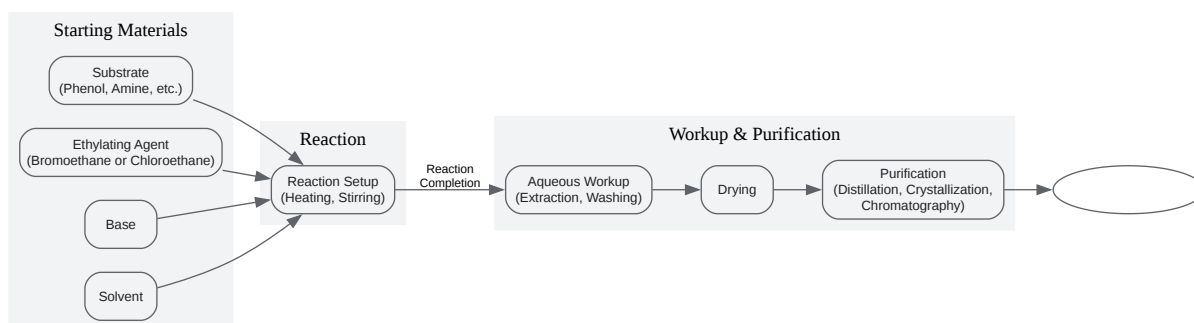 Starting Materials
Substrate
(Phenol, Amine, etc.)
Ethylating Agent
(Bromoethane or Chloroethane)
Base
Solvent
Reaction
Reaction Setup
(Heating, Stirring)
Reaction
Completion
Workup & Purification
Aqueous Workup
(Extraction, Washing)
Drying
Purification
(Distillation, Crystallization,
Chromatography)